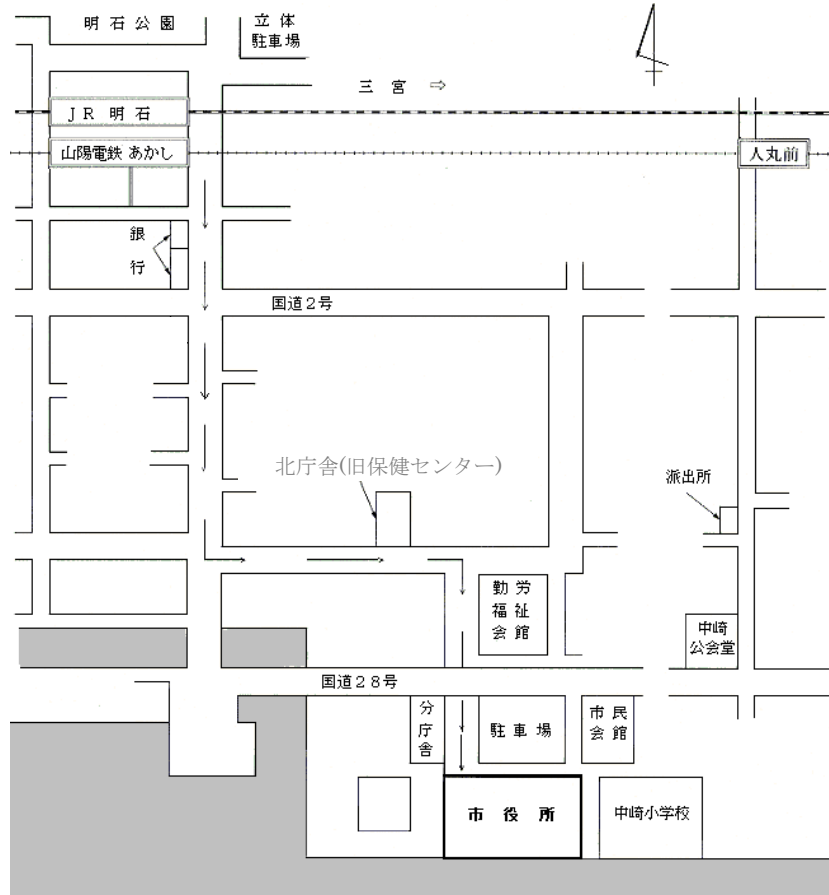 明石公園
立体
駐車場
三宮 ⇒
JR 明石
山陽電鉄 あかし
人丸前
銀
行
国道2号
北庁舎(旧保健センター)
派出所
勤労
福祉
会館
中崎
公会堂
国道28号
分
庁
舎
駐車場
市民
会館
市役所
中崎小学校